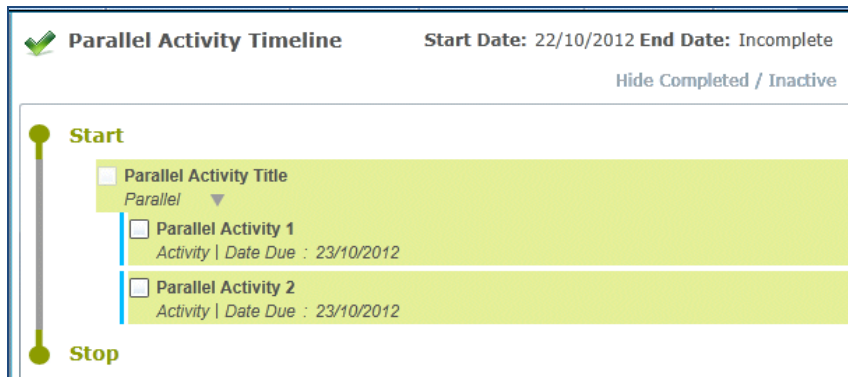 Parallel Activity Timeline Start Date: 22/10/2012 End Date: Incomplete
Hide Completed / Inactive
Start
Parallel Activity Title
Parallel
Parallel Activity 1
Activity | Date Due : 23/10/2012
Parallel Activity 2
Activity | Date Due : 23/10/2012
Stop